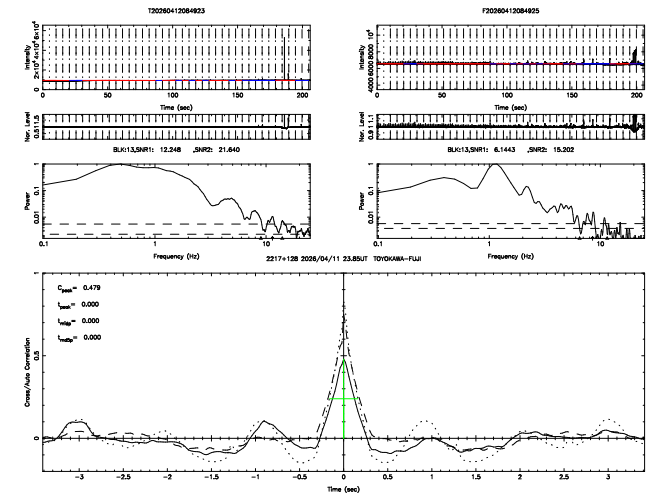 T20260412084923
F20260412084925
Intensity
2×10⁴ 4×10⁴ 6×10⁴ 8×10⁴
0 50 100 150 200
Time (sec)
Intensity
4000 6000 8000 10⁴
0 50 100 150 200
Time (sec)
Nor. Level
0.5 1 1.5
Nor. Level
0.9 1 1.1
BLK:13,SNR1: 12.248 ,SNR2: 21.640
BLK:13,SNR1: 6.1443 ,SNR2: 15.202
Power
1
0.1
0.01
0.1 1 10
Frequency (Hz)
Power
1
0.1
0.01
0.1 1 10
Frequency (Hz)
2217+128 2026/04/11 23.85UT TOYOKAWA-FUJI
Cross/Auto Correlation
1
0.5
0
Cpeak= 0.479
tpeak= 0.000
tmidp= 0.000
-3 -2.5 -2 -1.5 -1 -0.5 0 0.5 1 1.5 2 2.5 3
Time (sec)